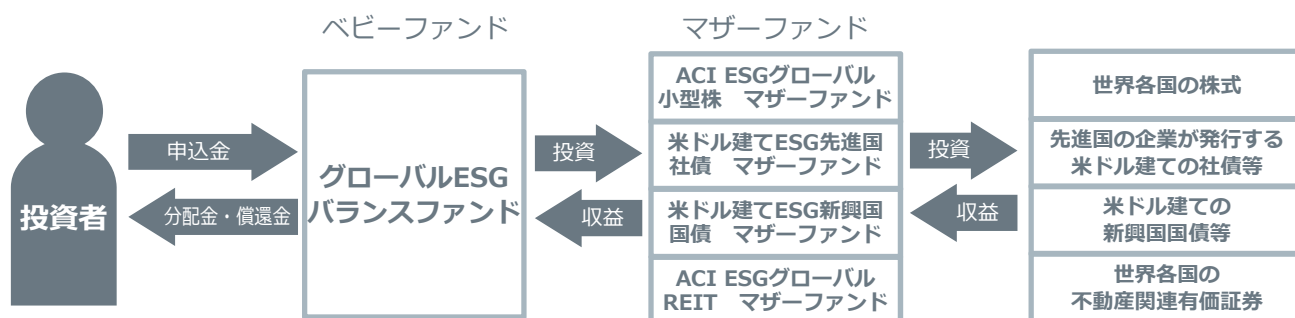 ベビーファンド
マザーファンド
投資者
申込金
分配金・償還金
グローバルESG
バランスファンド
投資
収益
ACI ESGグローバル
小型株　マザーファンド
米ドル建てESG先進国
社債　マザーファンド
米ドル建てESG新興国
国債　マザーファンド
ACI ESGグローバル
REIT　マザーファンド
投資
収益
世界各国の株式
先進国の企業が発行する
米ドル建ての社債等
米ドル建ての
新興国国債等
世界各国の
不動産関連有価証券